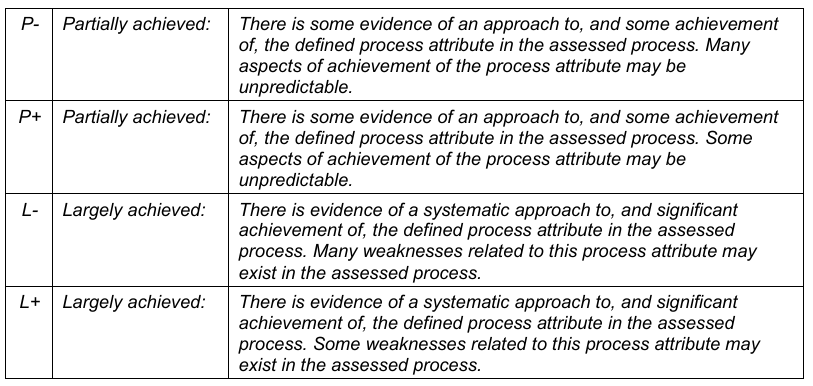 P- Partially achieved: There is some evidence of an approach to, and some achievement
of, the defined process attribute in the assessed process. Many
aspects of achievement of the process attribute may be
unpredictable.
P+ Partially achieved: There is some evidence of an approach to, and some achievement
of, the defined process attribute in the assessed process. Some
aspects of achievement of the process attribute may be
unpredictable.
L- Largely achieved: There is evidence of a systematic approach to, and significant
achievement of, the defined process attribute in the assessed
process. Many weaknesses related to this process attribute may
exist in the assessed process.
L+ Largely achieved: There is evidence of a systematic approach to, and significant
achievement of, the defined process attribute in the assessed
process. Some weaknesses related to this process attribute may
exist in the assessed process.